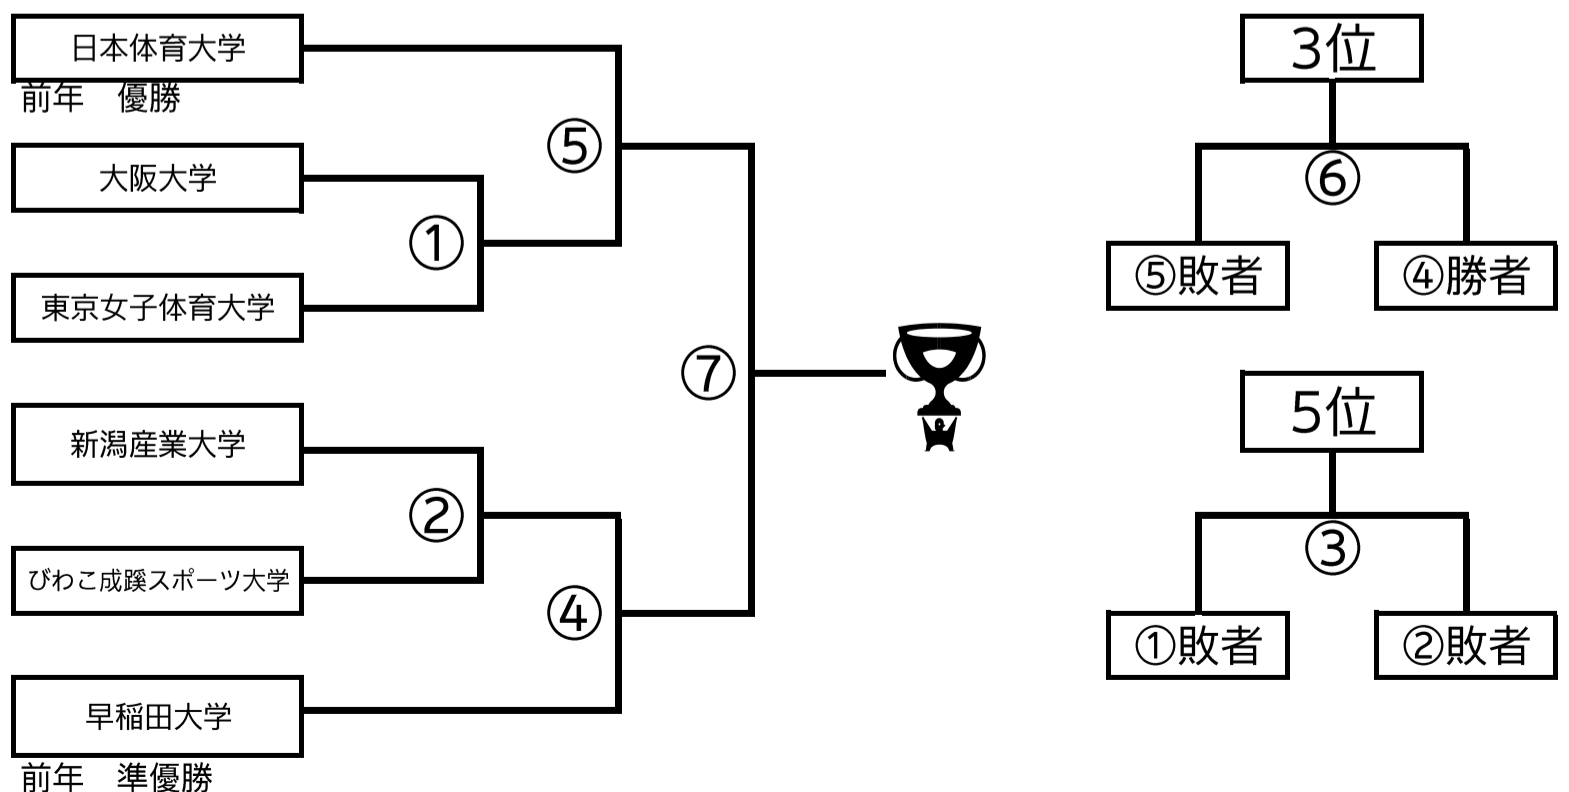 日本体育大学
前年　優勝
大阪大学
東京女子体育大学
新潟産業大学
びわこ成蹊スポーツ大学
早稲田大学
前年　準優勝
⑤
①
②
④
⑦
3位
⑥
⑤敗者
④勝者
5位
③
①敗者
②敗者